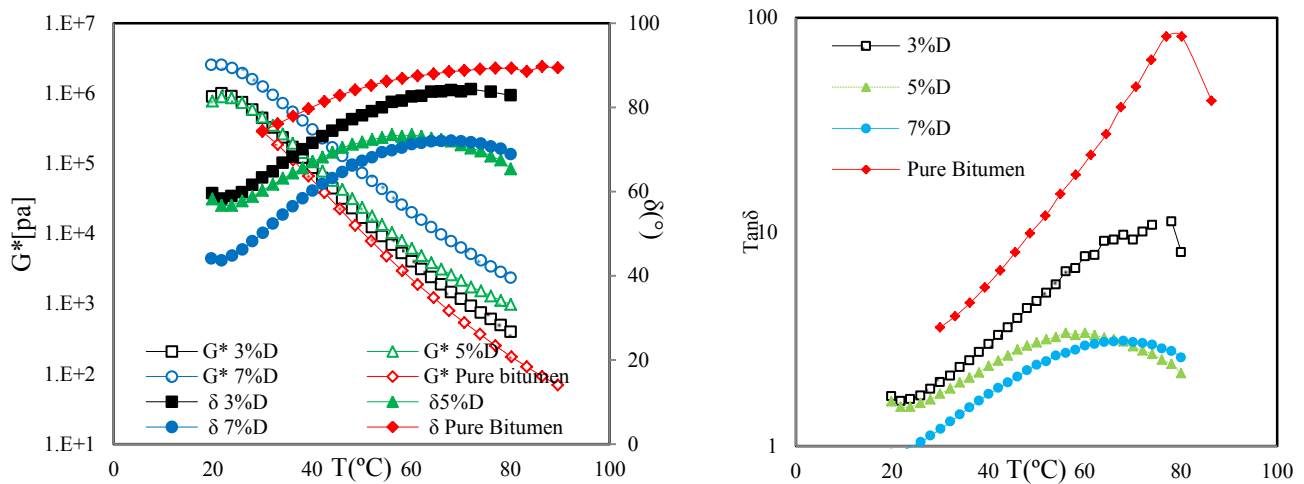 1.E+7
1.E+6
1.E+5
1.E+4
1.E+3
1.E+2
1.E+1
G*[pa]
100
80
60
40
20
0
δ(°)
G* 3%D
G* 5%D
G* 7%D
G* Pure bitumen
δ 3%D
δ5%D
δ 7%D
δ Pure Bitumen
0
20
40
60
80
100
T(ºC)
100
10
1
Tanδ
3%D
5%D
7%D
Pure Bitumen
0
20
40
60
80
100
T(ºC)